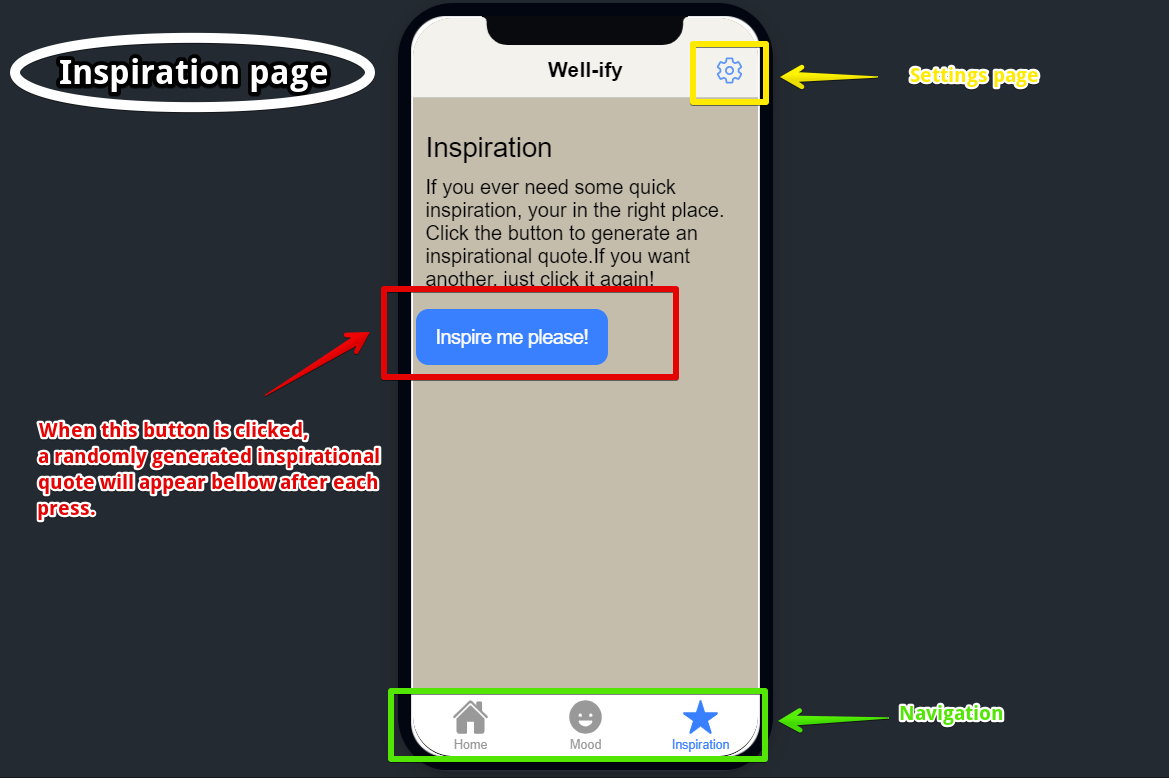 Inspiration page
Well-ify
Settings page
Inspiration
If you ever need some quick
inspiration, your in the right place.
Click the button to generate an
inspirational quote.If you want
another, just click it again!
Inspire me please!
When this button is clicked,
a randomly generated inspirational
quote will appear bellow after each
press.
Navigation
Home
Mood
Inspiration